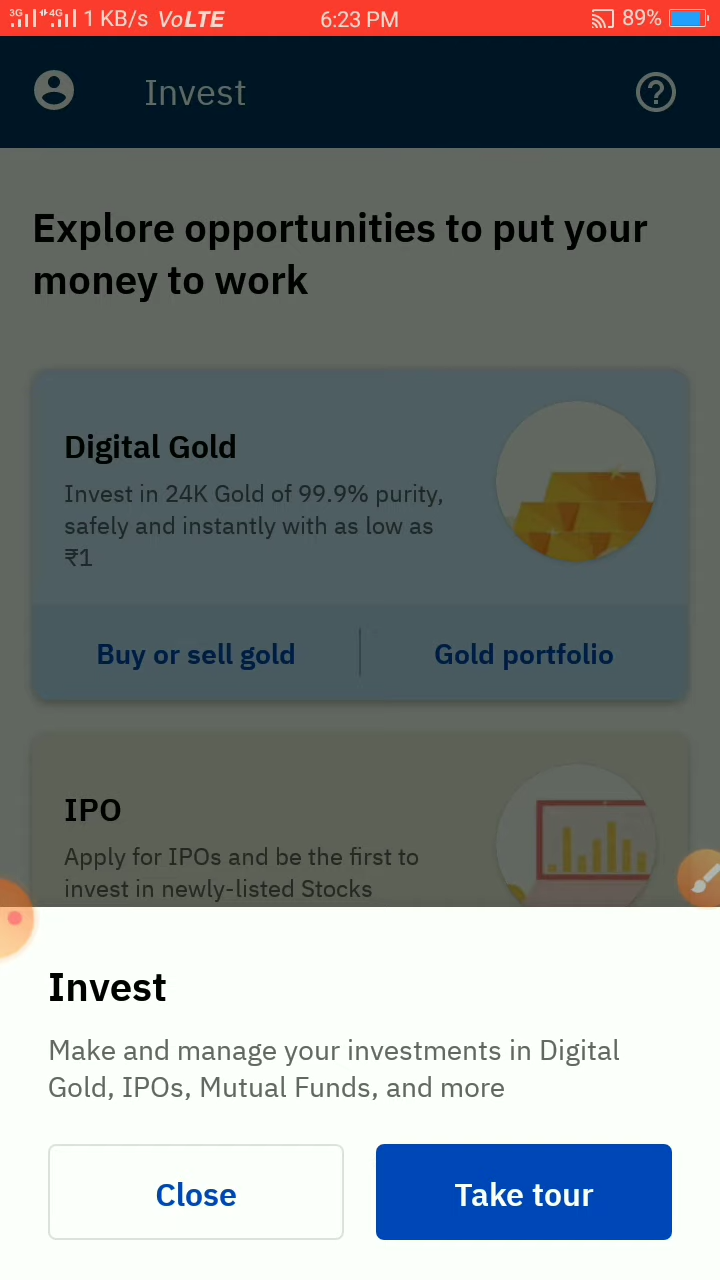 3G 4G 1 KB/s VoLTE 6:23 PM 89%
Invest
Explore opportunities to put your
money to work
Digital Gold
Invest in 24K Gold of 99.9% purity,
safely and instantly with as low as
₹1
Buy or sell gold Gold portfolio
IPO
Apply for IPOs and be the first to
invest in newly-listed Stocks
Invest
Make and manage your investments in Digital
Gold, IPOs, Mutual Funds, and more
Close Take tour